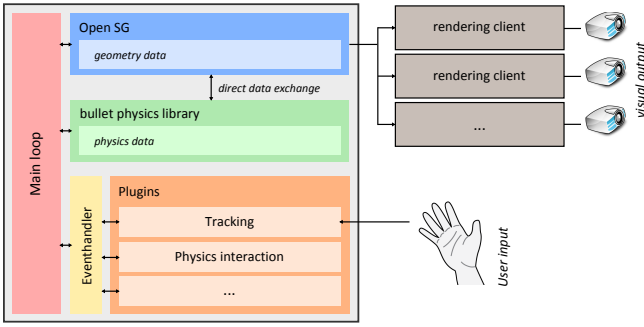 Open SG
geometry data
direct data exchange
bullet physics library
physics data
Main loop
Eventhandler
Plugins
Tracking
Physics interaction
...
rendering client
rendering client
...
visual output
User input